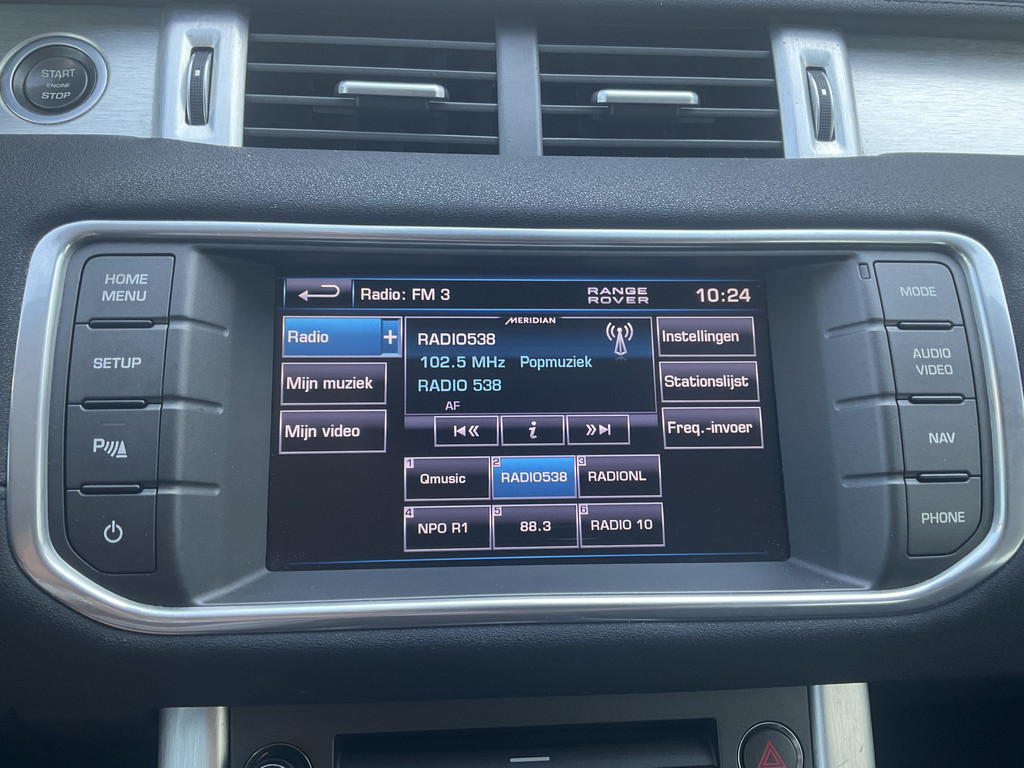 START
ENGINE
STOP
HOME
MENU
SETUP
P
Radio: FM 3
RANGE
ROVER
10:24
Radio +
Mijn muziek
Mijn video
MERIDIAN
RADIO538
102.5 MHz Popmuziek
RADIO 538
AF
i
Instellingen
Stationslijst
Freq.-invoer
1 Qmusic
2 RADIO538
3 RADIONL
4 NPO R1
5 88.3
6 RADIO 10
MODE
AUDIO
VIDEO
NAV
PHONE